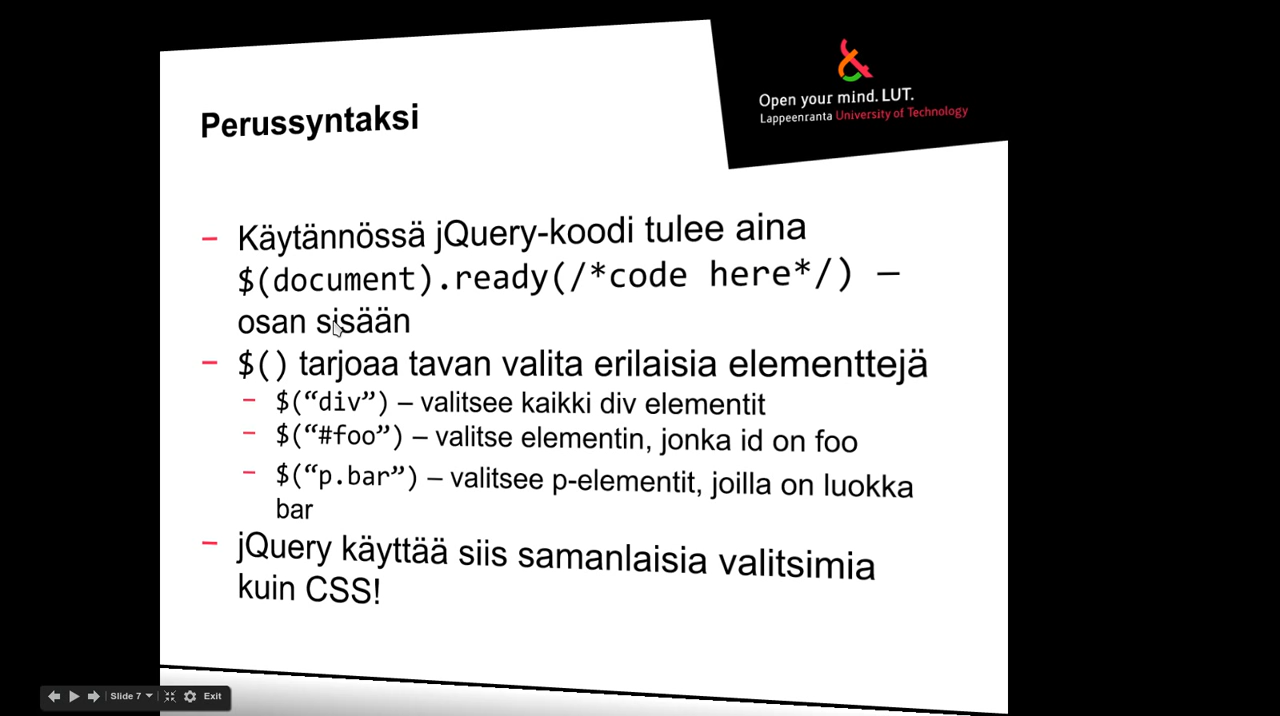 Open your mind. LUT.
Lappeenranta University of Technology
Perussyntaksi
– Käytännössä jQuery-koodi tulee aina
$(document).ready(/*code here*/) –
osan sisään
– $() tarjoaa tavan valita erilaisia elementtejä
– $(“div”) – valitsee kaikki div elementit
– $(“#foo”) – valitse elementin, jonka id on foo
– $(“p.bar”) – valitsee p-elementit, joilla on luokka
bar
– jQuery käyttää siis samanlaisia valitsimia
kuin CSS!
Slide 7 Exit